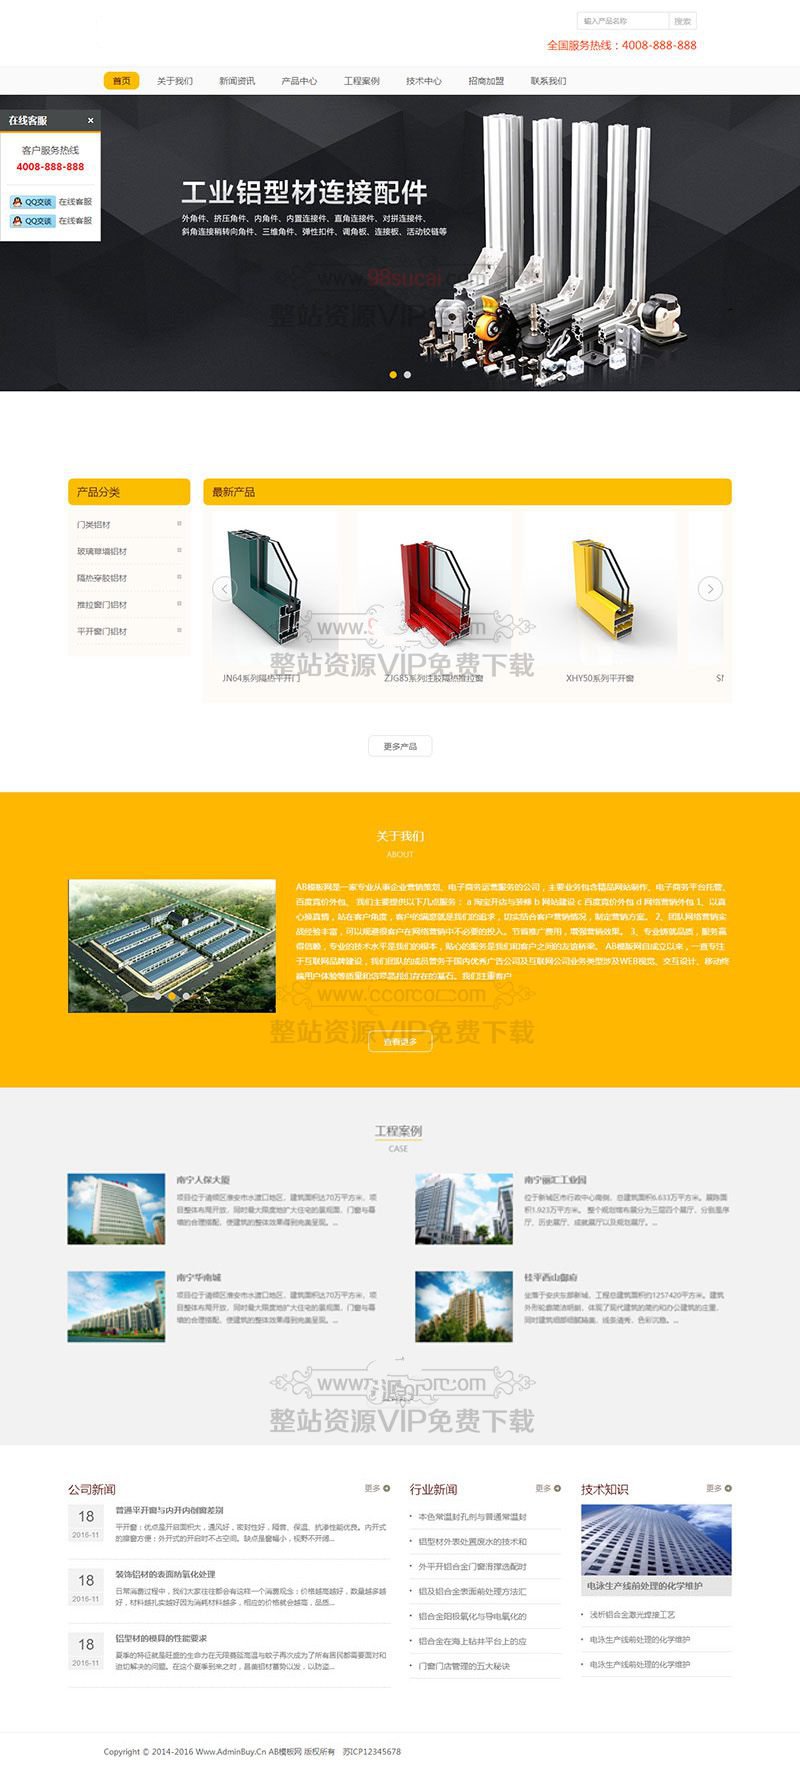 输入产品名称
搜索
全国服务热线：4008-888-888
首页 关于我们 新闻资讯 产品中心 工程案例 技术中心 招商加盟 联系我们
在线客服 ×
客户服务热线
4008-888-888
QQ交谈 在线客服
QQ交谈 在线客服
工业铝型材连接配件
外角件、挤压角件、内角件、内置连接件、直角连接件、对拼连接件、
斜角连接稍转向角件、三维角件、弹性扣件、调角板、连接板、活动铰链等
www.98sucai.com
整站资源VIP
产品分类
门类铝材
玻璃幕墙铝材
隔热穿胶铝材
推拉窗门铝材
平开窗门铝材
最新产品
整站资源VIP免费下载
JN64系列隔热平开门
ZJG85系列注胶隔热推拉窗
XHY50系列平开窗
更多产品
关于我们
ABOUT
AB模板网是一家专业从事企业营销策划、电子商务运营服务的公司，主要业务包含精品网站制作、电子商务平台托管、
百度竞价外包。 我们主要提供以下几点服务： a 淘宝开店与装修 b 网站建设 c 百度竞价外包 d 网络营销外包 1、以真
心换真情，站在客户角度，客户的满意就是我们的追求，切实结合客户营销情况，制定营销方案。 2、团队网络营销实
战经验丰富，可以规避很客户在网络营销中不必要的投入。节省推广费用，增强营销效果。 3、专业铸就品质，服务赢
得信赖，专业的技术水平是我们的根本，贴心的服务是我们和客户之间的友谊桥梁。 AB模板网自成立以来，一直专注
于互联网品牌建设，我们团队的成员曾务于国内优秀广告公司及互联网公司业务类型涉及WEB视觉、交互设计、移动终
端用户体验等
www.ccorcor.com
整站资源VIP免费下载
查看更多
工程案例
CASE
南宁人保大厦
项目位于清领区淮安市水渡口地区，建筑面积达70万平方米，项
目整体布局开放，同时最大限度地扩大住宅的景观面、门窗与幕
墙的合理搭配，使建筑的整体效果得到完美呈现。...
南宁丽汇工业园
位于新城区市行政中心南侧，总建筑面积6.633万平方米。展陈面
积1.923万平方米。 整个规划馆布展分为三层四个展厅，分别是序
厅、历史展厅、成就展厅以及规划展厅。...
南宁华南城
项目位于清领区淮安市水渡口地区，建筑面积达70万平方米，项
目整体布局开放，同时最大限度地扩大住宅的景观面、门窗与幕
墙的合理搭配，使建筑的整体效果得到完美呈现。...
桂平西山御府
坐落于安庆东部新城，工程总建筑面积约1257420平方米。建筑
外形轮廓简洁明朗，体现了现代建筑的简约和办公建筑的庄重，
同时建筑细部细腻精美，线条清秀，色彩沉稳。...
整站资源VIP免费下载
公司新闻 更多
18
2016-11
普通平开窗与内开内倒窗差别
平开窗：优点是开启面积大，通风好，密封性好，隔音、保温、抗渗性能优良。内开式
的擦窗方便；外开式的开启时不占空间。缺点是窗幅小，视野不开阔...
18
2016-11
装饰铝材的表面防氧化处理
日常消费过程中，我们大家往往都会有这样一个消费观念：价格越高越好，数量越多越
好，材料越扎实越好因为消耗材料越多，相应的价格就会越高，品质...
18
2016-11
铝型材的模具的性能要求
夏季的特征就是旺盛的生命力在无限蔓延高温与蚊子再次成为了所有居民都需要面对和
迫切解决的问题。在这个夏季到来之时，昌美铝材蓄势以发，以防盗...
行业新闻 更多
本色常温封孔剂与普通常温封
铝型材外表处置废水的技术和
外平开铝合金门窗滑撑选配时
铝及铝合金表面前处理方法汇
铝合金阳极氧化与导电氧化的
铝合金在海上钻井平台上的应
门窗门店管理的五大秘诀
技术知识 更多
电泳生产线前处理的化学维护
浅析铝合金激光焊接工艺
电泳生产线前处理的化学维护
电泳生产线前处理的化学维护
Copyright © 2014-2016 Www.AdminBuy.Cn AB模板网 版权所有 苏ICP12345678